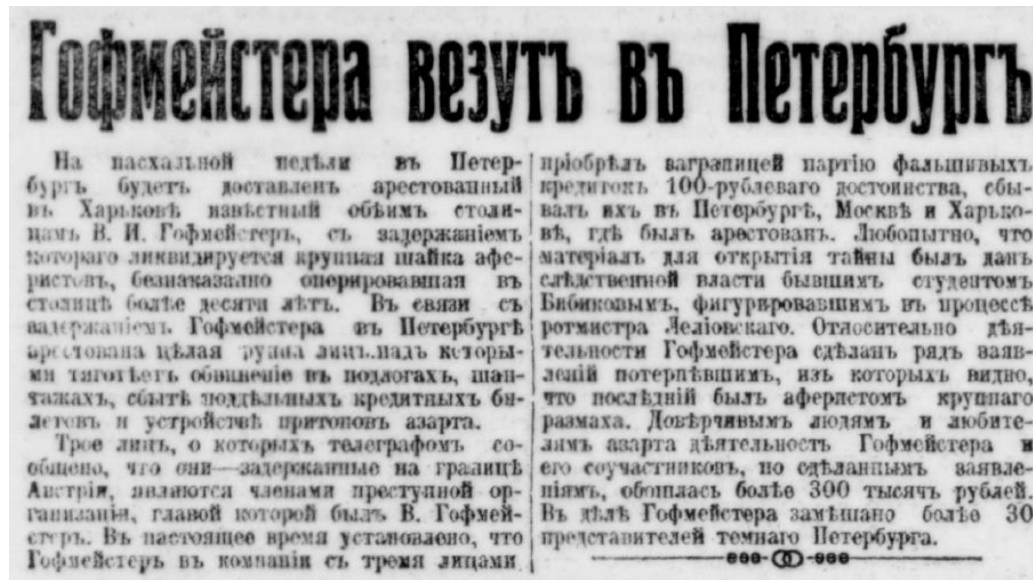 Гофмейстера везутъ въ Петербургъ
На пасхальной недѣли въ Петер-
бургъ будетъ доставленъ арестованный
въ Харьковѣ извѣстный обѣимъ столи-
цамъ В. И. Гофмейстеръ, съ задержаніемъ
котораго ликвидируется крупная шайка афе-
ристовъ, безнаказано оперировавшая въ
столицѣ болѣе десяти лѣтъ. Въ связи съ
задержаніемъ Гофмейстера въ Петербургѣ
арестована цѣлая руппа лицъ.надъ которы-
ми тяготѣетъ обвиненіе въ подлогахъ, шан-
тажахъ, сбытѣ поддѣльныхъ кредитныхъ би-
летовъ и устройствѣ притоновъ азарта.
Трое лицъ, о которыхъ телеграфомъ со-
общено, что они—задержанные на границѣ
Австріи, являются членами преступной ор-
ганизаціи, главой которой былъ В. Гофмей-
стеръ. Въ настоящее время установлено, что
Гофмейстеръ въ компаніи съ тремя лицами
пріобрѣлъ заграницей партію фальшивыхъ
кредитокъ 100-рублеваго достоинства, сбы-
валъ ихъ въ Петербургѣ, Москвѣ и Харько-
вѣ, гдѣ былъ арестованъ. Любопытно, что
матеріалъ для открытія тайны былъ данъ
слѣдственной власти бывшимъ студентомъ
Бибиковымъ, фигурировавшимъ въ процессѣ
ротмистра Леліовскаго. Относительно дѣя-
тельности Гофмейстера сдѣланъ рядъ заяв-
леній потерпѣвшимъ, изъ которыхъ видно,
что послѣдній былъ аферистомъ крупнаго
размаха. Довѣрчивымъ людямъ и любите-
лямъ азарта дѣятельность Гофмейстера и
его соучастниковъ, по сдѣланнымъ заявле-
ніямъ, обошлась болѣе 300 тысячъ рублей.
Въ дѣлѣ Гофмейстера замѣшано болѣе 30
представителей темнаго Петербурга.